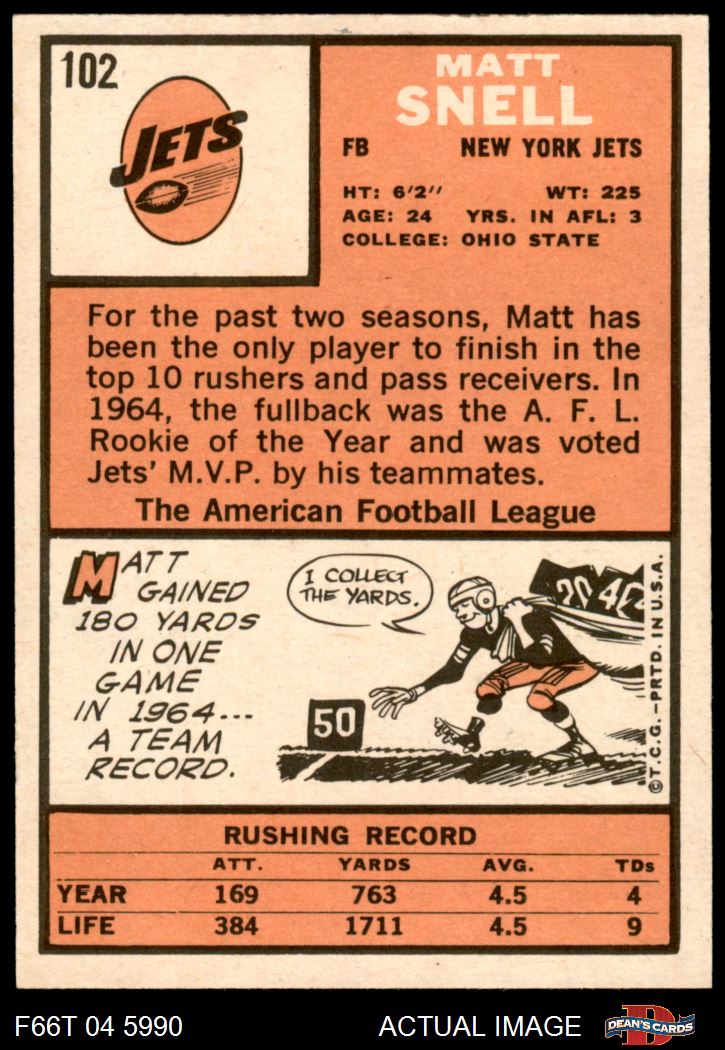 102
JETS
MATT
SNELL
FB NEW YORK JETS
HT: 6'2" WT: 225
AGE: 24 YRS. IN AFL: 3
COLLEGE: OHIO STATE
For the past two seasons, Matt has
been the only player to finish in the
top 10 rushers and pass receivers. In
1964, the fullback was the A. F. L.
Rookie of the Year and was voted
Jets' M.V.P. by his teammates.
The American Football League
MATT
GAINED
180 YARDS
IN ONE
GAME
IN 1964...
A TEAM
RECORD.
I COLLECT
THE YARDS.
20 40
50
©T.C.G.—PRTD. IN U.S.A.
RUSHING RECORD
ATT. YARDS AVG. TDs
YEAR 169 763 4.5 4
LIFE 384 1711 4.5 9
F66T 04 5990 ACTUAL IMAGE
D
DEAN'S CARDS